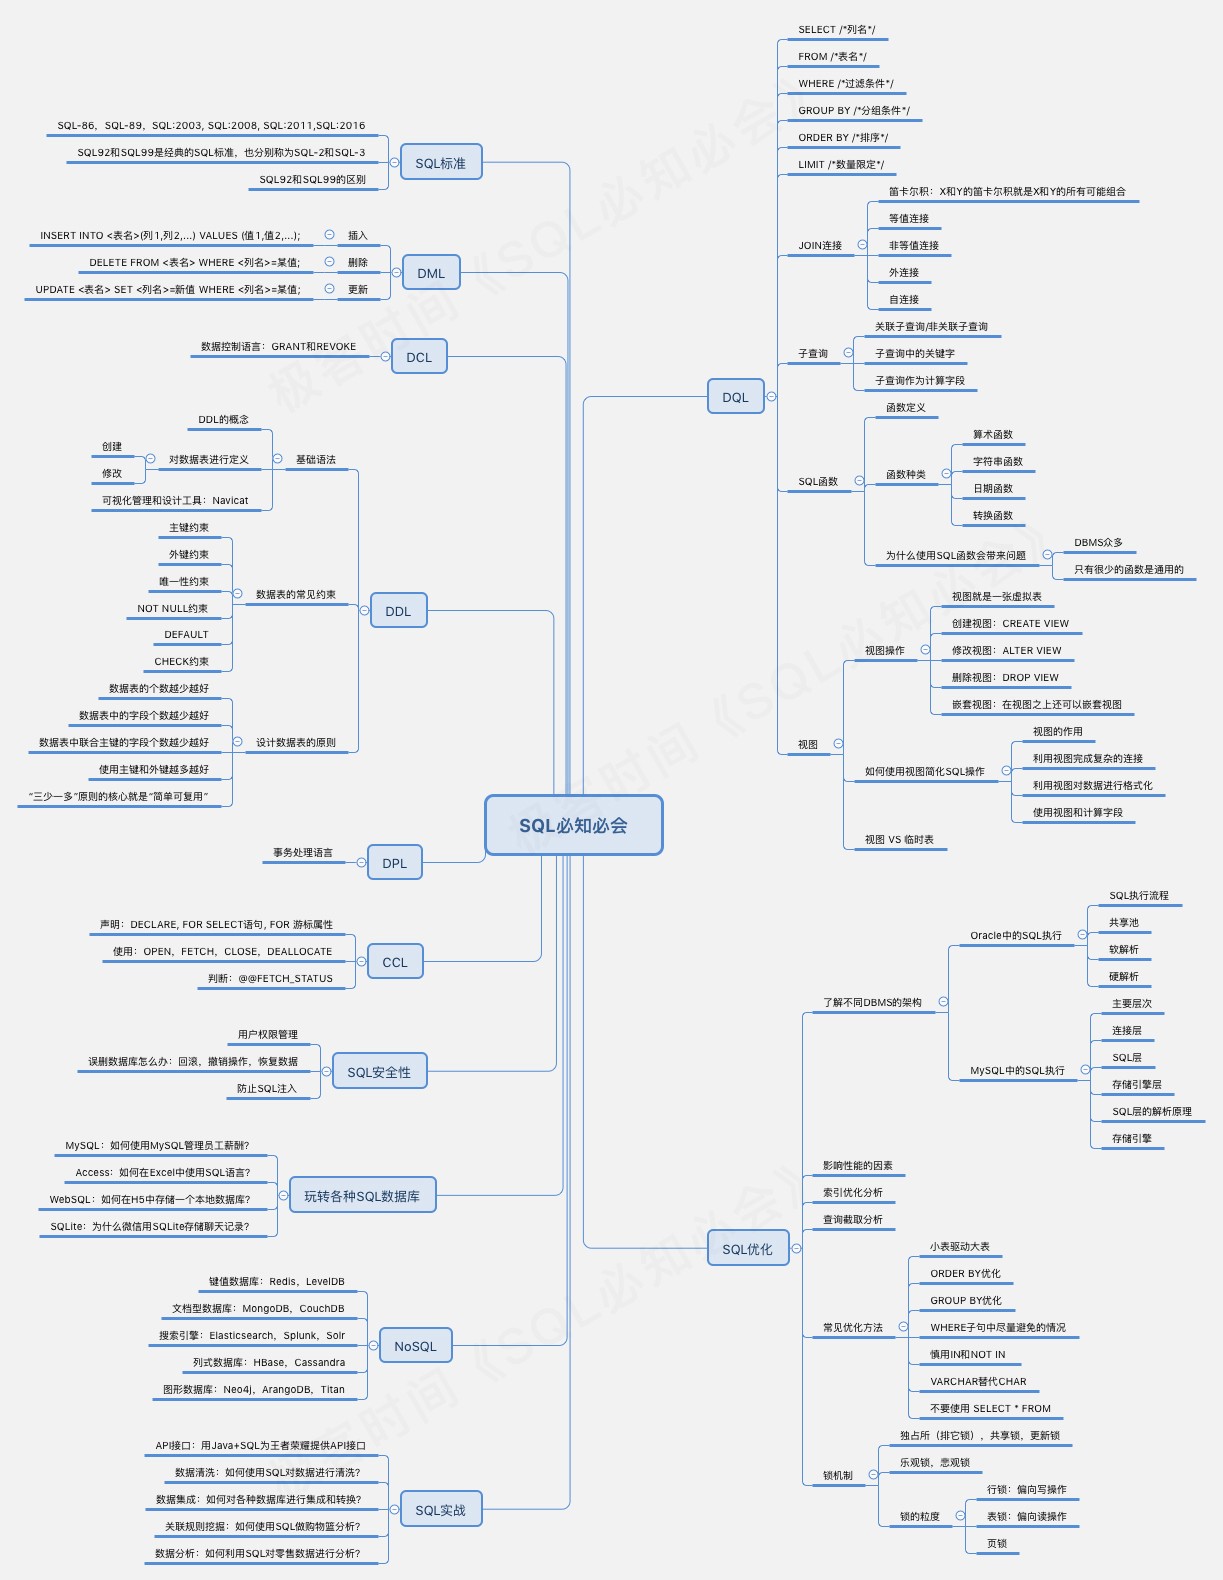 SQL必知必会
SQL标准
SQL-86，SQL-89，SQL:2003, SQL:2008, SQL:2011,SQL:2016
SQL92和SQL99是经典的SQL标准，也分别称为SQL-2和SQL-3
SQL92和SQL99的区别
DML
插入
INSERT INTO <表名>(列1,列2,...) VALUES (值1,值2,...);
删除
DELETE FROM <表名> WHERE <列名>=某值;
更新
UPDATE <表名> SET <列名>=新值 WHERE <列名>=某值;
DCL
数据控制语言：GRANT和REVOKE
DDL
基础语法
DDL的概念
对数据表进行定义
创建
修改
可视化管理和设计工具：Navicat
数据表的常见约束
主键约束
外键约束
唯一性约束
NOT NULL约束
DEFAULT
CHECK约束
设计数据表的原则
数据表的个数越少越好
数据表中的字段个数越少越好
数据表中联合主键的字段个数越少越好
使用主键和外键越多越好
“三少一多”原则的核心就是“简单可复用”
DPL
事务处理语言
CCL
声明：DECLARE, FOR SELECT语句, FOR 游标属性
使用：OPEN，FETCH，CLOSE，DEALLOCATE
判断：@@FETCH_STATUS
SQL安全性
用户权限管理
误删数据库怎么办：回滚，撤销操作，恢复数据
防止SQL注入
玩转各种SQL数据库
MySQL：如何使用MySQL管理员工薪酬?
Access：如何在Excel中使用SQL语言?
WebSQL：如何在H5中存储一个本地数据库?
SQLite：为什么微信用SQLite存储聊天记录?
NoSQL
键值数据库：Redis，LevelDB
文档型数据库：MongoDB，CouchDB
搜索引擎：Elasticsearch，Splunk，Solr
列式数据库：HBase，Cassandra
图形数据库：Neo4j，ArangoDB，Titan
SQL实战
API接口：用Java+SQL为王者荣耀提供API接口
数据清洗：如何使用SQL对数据进行清洗?
数据集成：如何对各种数据库进行集成和转换?
关联规则挖掘：如何使用SQL做购物篮分析?
数据分析：如何利用SQL对零售数据进行分析?
DQL
SELECT /*列名*/
FROM /*表名*/
WHERE /*过滤条件*/
GROUP BY /*分组条件*/
ORDER BY /*排序*/
LIMIT /*数量限定*/
JOIN连接
笛卡尔积：X和Y的笛卡尔积就是X和Y的所有可能组合
等值连接
非等值连接
外连接
自连接
子查询
关联子查询/非关联子查询
子查询中的关键字
子查询作为计算字段
SQL函数
函数定义
函数种类
算术函数
字符串函数
日期函数
转换函数
为什么使用SQL函数会带来问题
DBMS众多
只有很少的函数是通用的
视图
视图操作
视图就是一张虚拟表
创建视图：CREATE VIEW
修改视图：ALTER VIEW
删除视图：DROP VIEW
嵌套视图：在视图之上还可以嵌套视图
如何使用视图简化SQL操作
视图的作用
利用视图完成复杂的连接
利用视图对数据进行格式化
使用视图和计算字段
视图 VS 临时表
SQL优化
了解不同DBMS的架构
Oracle中的SQL执行
SQL执行流程
共享池
软解析
硬解析
MySQL中的SQL执行
主要层次
连接层
SQL层
存储引擎层
SQL层的解析原理
存储引擎
影响性能的因素
索引优化分析
查询截取分析
常见优化方法
小表驱动大表
ORDER BY优化
GROUP BY优化
WHERE子句中尽量避免的情况
慎用IN和NOT IN
VARCHAR替代CHAR
不要使用 SELECT * FROM
锁机制
独占所（排它锁），共享锁，更新锁
乐观锁，悲观锁
锁的粒度
行锁：偏向写操作
表锁：偏向读操作
页锁
极客时间《SQL必知必会》
极客时间《SQL必知必会》
极客时间《SQL必知必会》